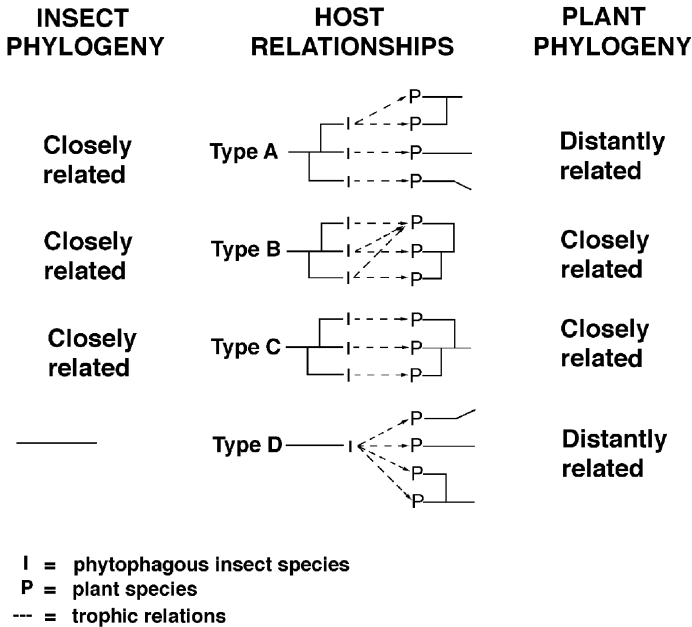 INSECT
PHYLOGENY
HOST
RELATIONSHIPS
PLANT
PHYLOGENY
Closely
related
Type A
I
I
I
P
P
P
P
Distantly
related
Closely
related
Type B
I
I
I
P
P
P
Closely
related
Closely
related
Type C
I
I
I
P
P
P
Closely
related
Type D
I
P
P
P
P
Distantly
related
I = phytophagous insect species
P = plant species
--- = trophic relations